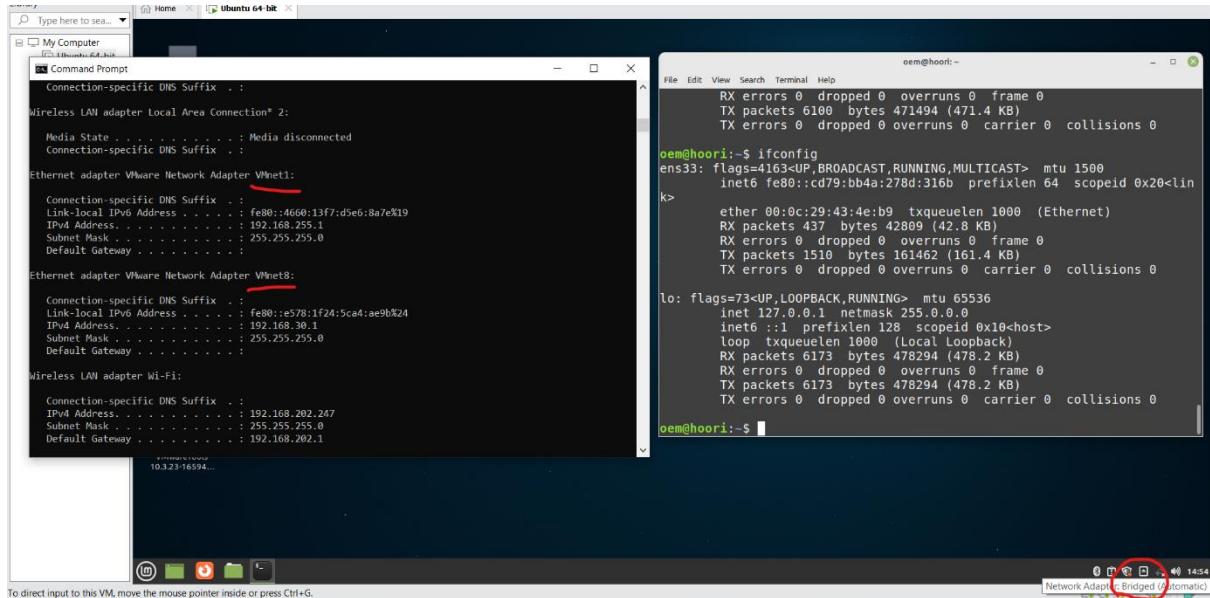 Home
Ubuntu 64-bit
Type here to sea...
My Computer
Ubuntu 64-bit
Command Prompt
Connection-specific DNS Suffix . :
Wireless LAN adapter Local Area Connection* 2:
Media State . . . . . . . . . . . : Media disconnected
Connection-specific DNS Suffix . :
Ethernet adapter VMware Network Adapter VMnet1:
Connection-specific DNS Suffix . :
Link-local IPv6 Address . . . . . : fe80::4660:13f7:d5e6:8a7e%19
IPv4 Address. . . . . . . . . . . : 192.168.255.1
Subnet Mask . . . . . . . . . . . : 255.255.255.0
Default Gateway . . . . . . . . . :
Ethernet adapter VMware Network Adapter VMnet8:
Connection-specific DNS Suffix . :
Link-local IPv6 Address . . . . . : fe80::e578:1f24:5ca4:ae9b%24
IPv4 Address. . . . . . . . . . . : 192.168.30.1
Subnet Mask . . . . . . . . . . . : 255.255.255.0
Default Gateway . . . . . . . . . :
Wireless LAN adapter Wi-Fi:
Connection-specific DNS Suffix . :
IPv4 Address. . . . . . . . . . . : 192.168.202.247
Subnet Mask . . . . . . . . . . . : 255.255.255.0
Default Gateway . . . . . . . . . : 192.168.202.1
oem@hoori: ~
File Edit View Search Terminal Help
RX errors 0 dropped 0 overruns 0 frame 0
TX packets 6100 bytes 471494 (471.4 KB)
TX errors 0 dropped 0 overruns 0 carrier 0 collisions 0
oem@hoori:~$ ifconfig
ens33: flags=4163<UP,BROADCAST,RUNNING,MULTICAST> mtu 1500
inet6 fe80::cd79:bb4a:278d:316b prefixlen 64 scopeid 0x20<lin
k>
ether 00:0c:29:43:4e:b9 txqueuelen 1000 (Ethernet)
RX packets 437 bytes 42809 (42.8 KB)
RX errors 0 dropped 0 overruns 0 frame 0
TX packets 1510 bytes 161462 (161.4 KB)
TX errors 0 dropped 0 overruns 0 carrier 0 collisions 0
lo: flags=73<UP,LOOPBACK,RUNNING> mtu 65536
inet 127.0.0.1 netmask 255.0.0.0
inet6 ::1 prefixlen 128 scopeid 0x10<host>
loop txqueuelen 1000 (Local Loopback)
RX packets 6173 bytes 478294 (478.2 KB)
RX errors 0 dropped 0 overruns 0 frame 0
TX packets 6173 bytes 478294 (478.2 KB)
TX errors 0 dropped 0 overruns 0 carrier 0 collisions 0
oem@hoori:~$
10.3.23-16594...
14:54
Network Adapter: Bridged (Automatic)
To direct input to this VM, move the mouse pointer inside or press Ctrl+G.